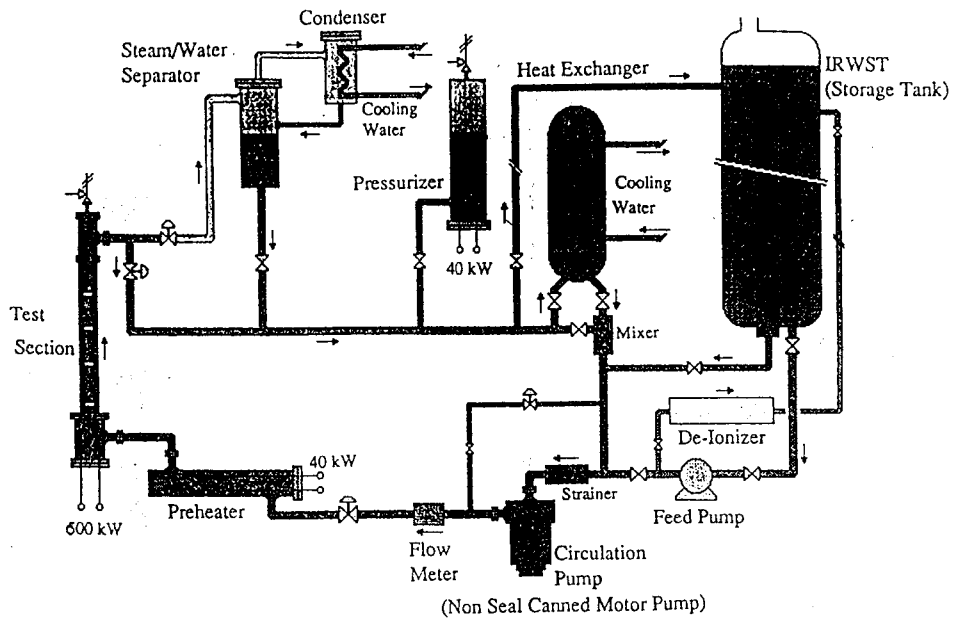 Condenser
Steam/Water
Separator
Cooling
Water
Heat Exchanger
IRWST
(Storage Tank)
Pressurizer
Cooling
Water
40 kW
Test
Section
Mixer
De-Ionizer
40 kW
Preheater
Strainer
Feed Pump
600 kW
Flow
Meter
Circulation
Pump
(Non Seal Canned Motor Pump)